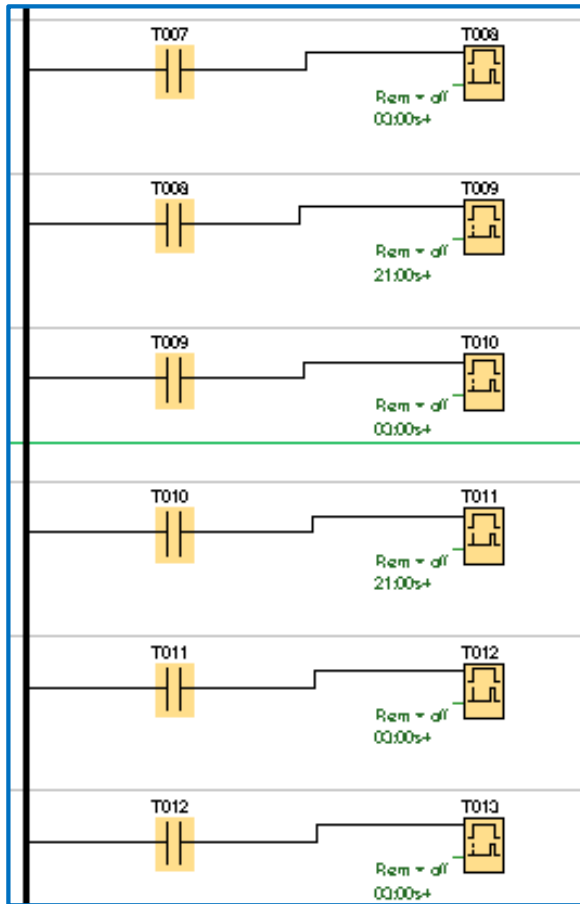 T007 T008
Rem = off
03:00s+
T008 T009
Rem = off
21:00s+
T009 T010
Rem = off
03:00s+
T010 T011
Rem = off
21:00s+
T011 T012
Rem = off
03:00s+
T012 T013
Rem = off
03:00s+